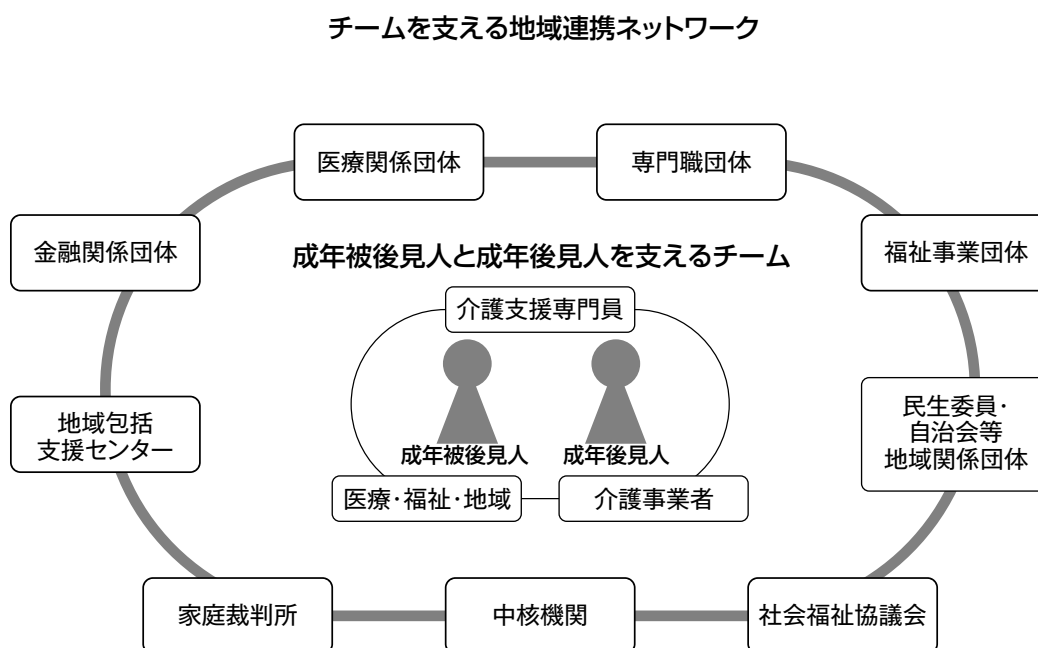 チームを支える地域連携ネットワーク
医療関係団体
専門職団体
金融関係団体
福祉事業団体
成年被後見人と成年後見人を支えるチーム
介護支援専門員
成年被後見人
成年後見人
医療・福祉・地域
介護事業者
地域包括
支援センター
民生委員・
自治会等
地域関係団体
家庭裁判所
中核機関
社会福祉協議会